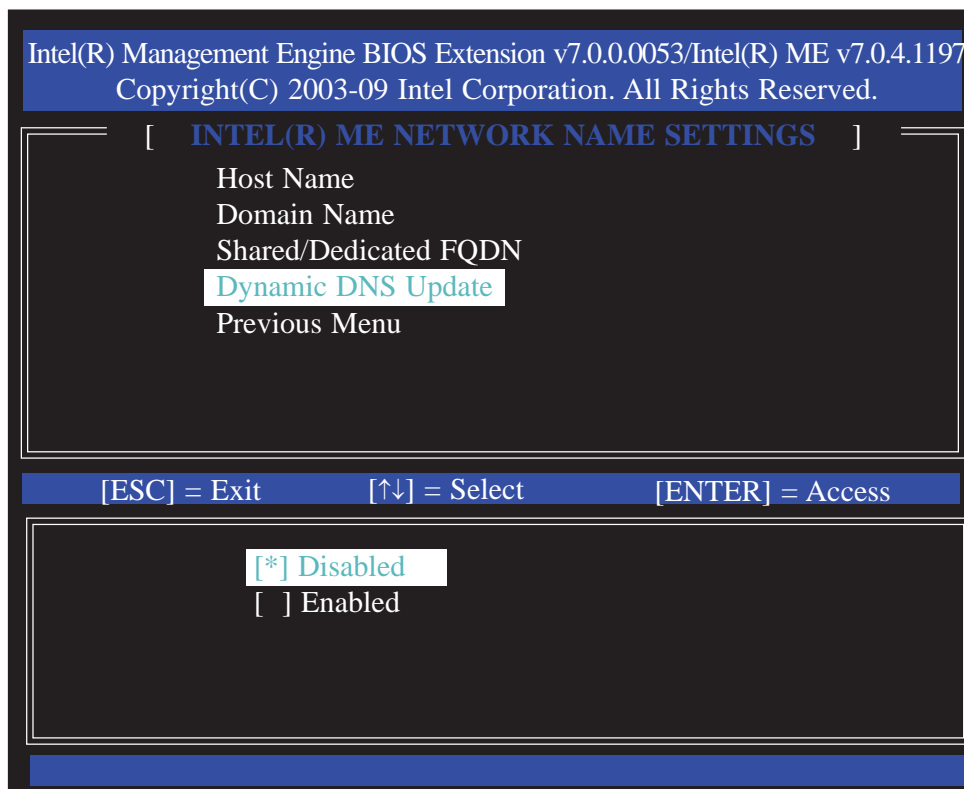 Intel(R) Management Engine BIOS Extension v7.0.0.0053/Intel(R) ME v7.0.4.1197
Copyright(C) 2003-09 Intel Corporation. All Rights Reserved.
[ INTEL(R) ME NETWORK NAME SETTINGS ]
Host Name
Domain Name
Shared/Dedicated FQDN
Dynamic DNS Update
Previous Menu
[ESC] = Exit [↑↓] = Select [ENTER] = Access
[*] Disabled
[ ] Enabled